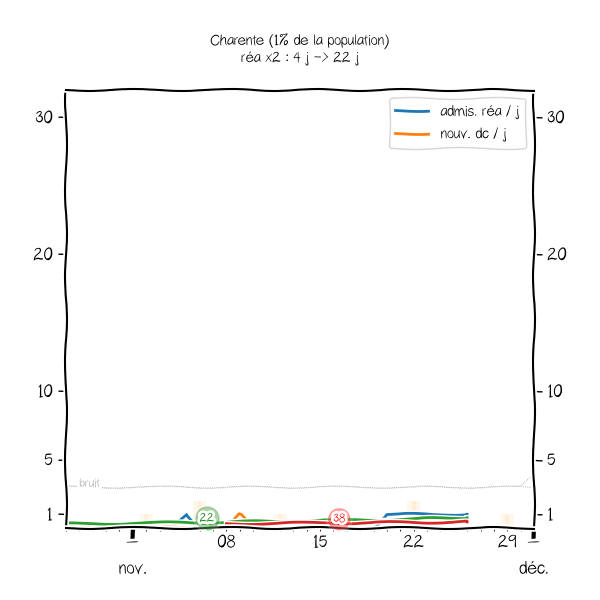 Charente (1% de la population)
réa x2 : 4 j -> 22 j
admis. réa / j
nouv. dc / j
30
30
20
20
10
10
5
5
bruit
1
22
38
1
08
15
22
29
nov.
déc.